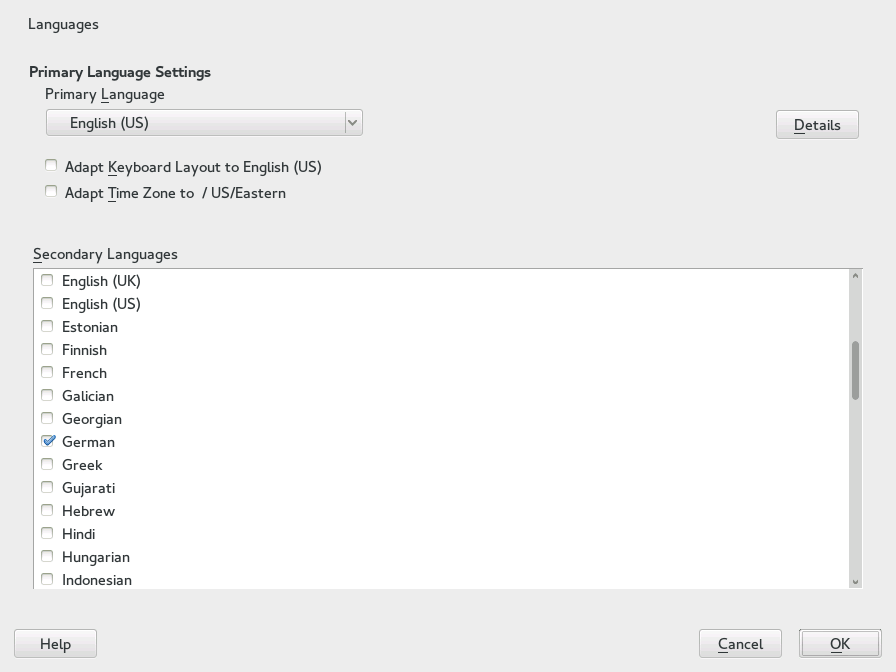 Languages
Primary Language Settings
Primary Language
English (US)
Details
Adapt Keyboard Layout to English (US)
Adapt Time Zone to / US/Eastern
Secondary Languages
English (UK)
English (US)
Estonian
Finnish
French
Galician
Georgian
German
Greek
Gujarati
Hebrew
Hindi
Hungarian
Indonesian
Help
Cancel
OK